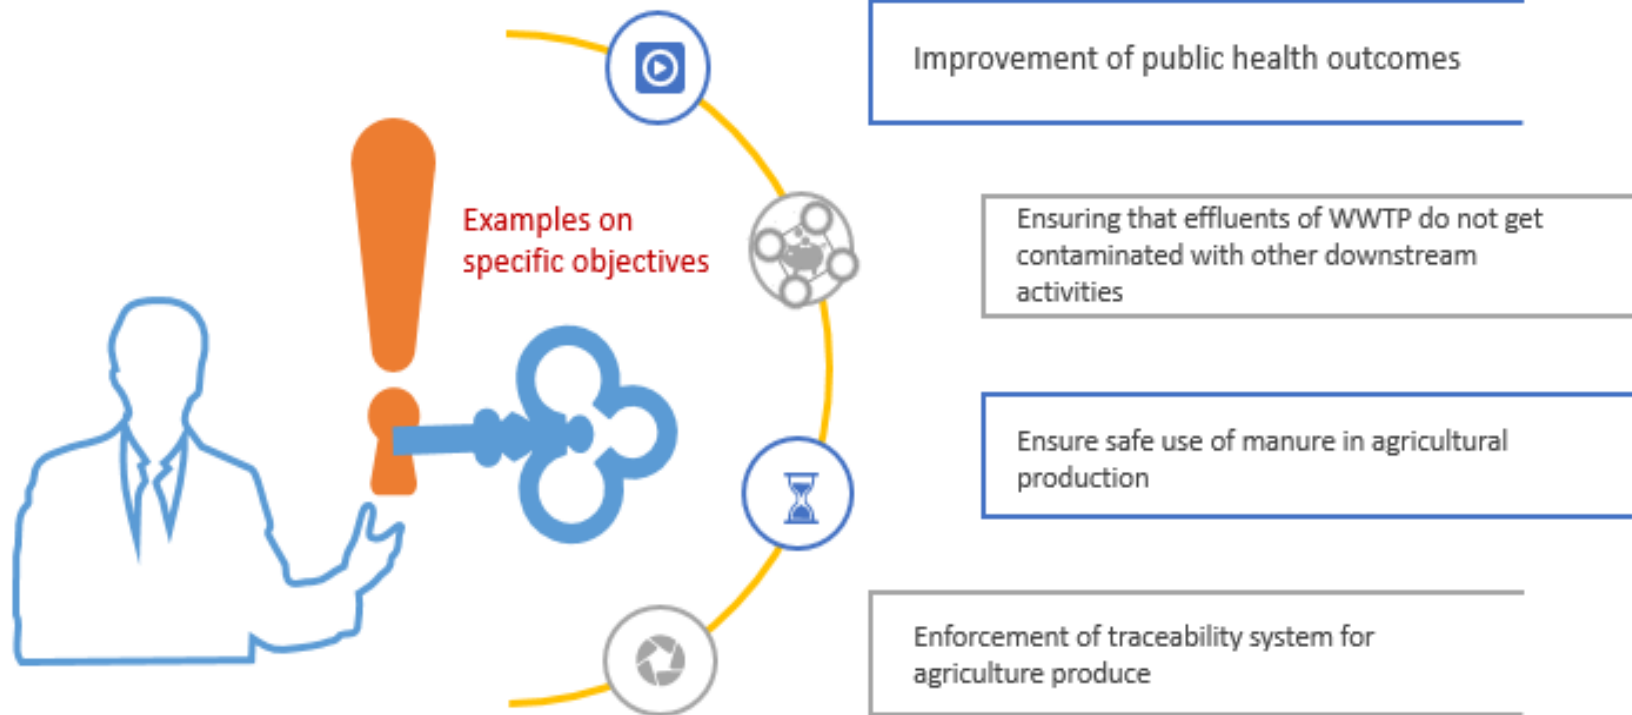 Improvement of public health outcomes
Examples on
specific objectives
Ensuring that effluents of WWTP do not get
contaminated with other downstream
activities
Ensure safe use of manure in agricultural
production
Enforcement of traceability system for
agriculture produce